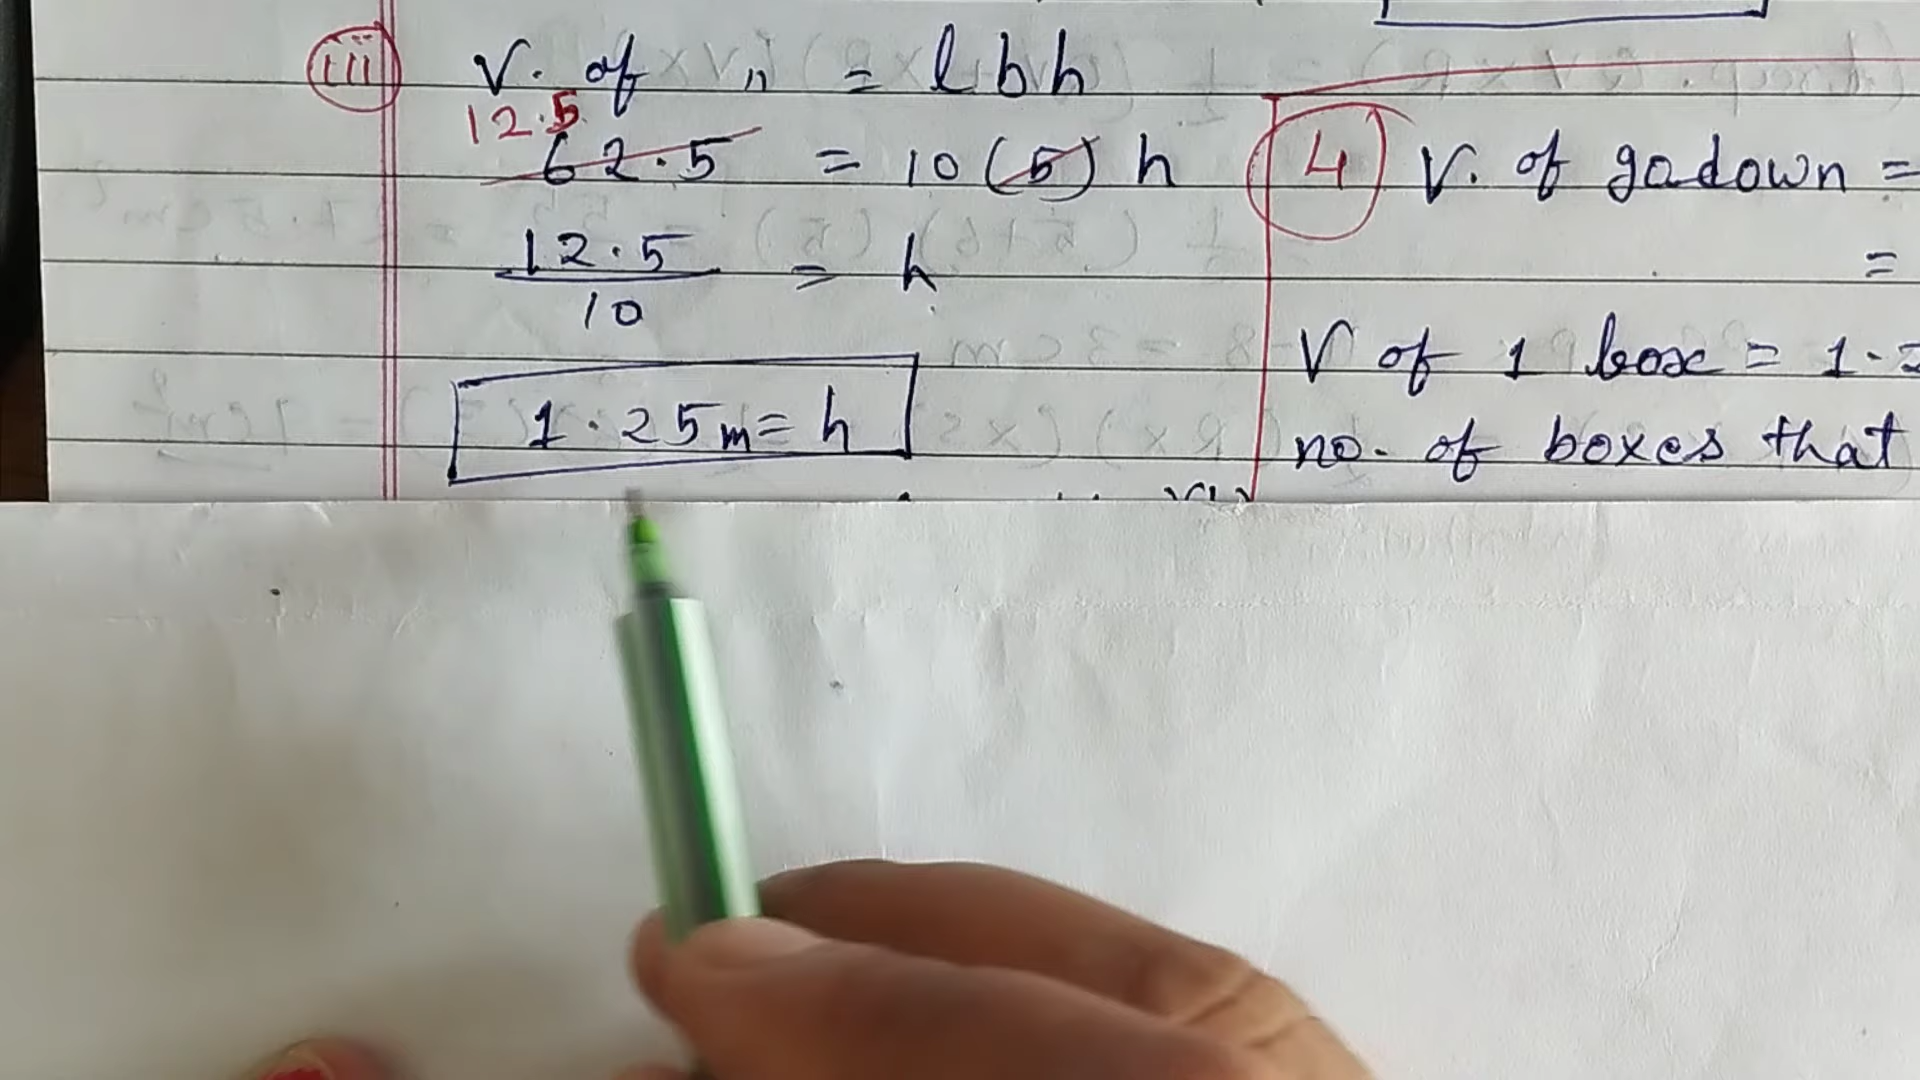 iii V. of " = l b h
12.5
62.5 = 10 (5) h
12.5
10
= h
1.25m = h
4 V. of godown =
=
V of 1 box = 1.2
no. of boxes that